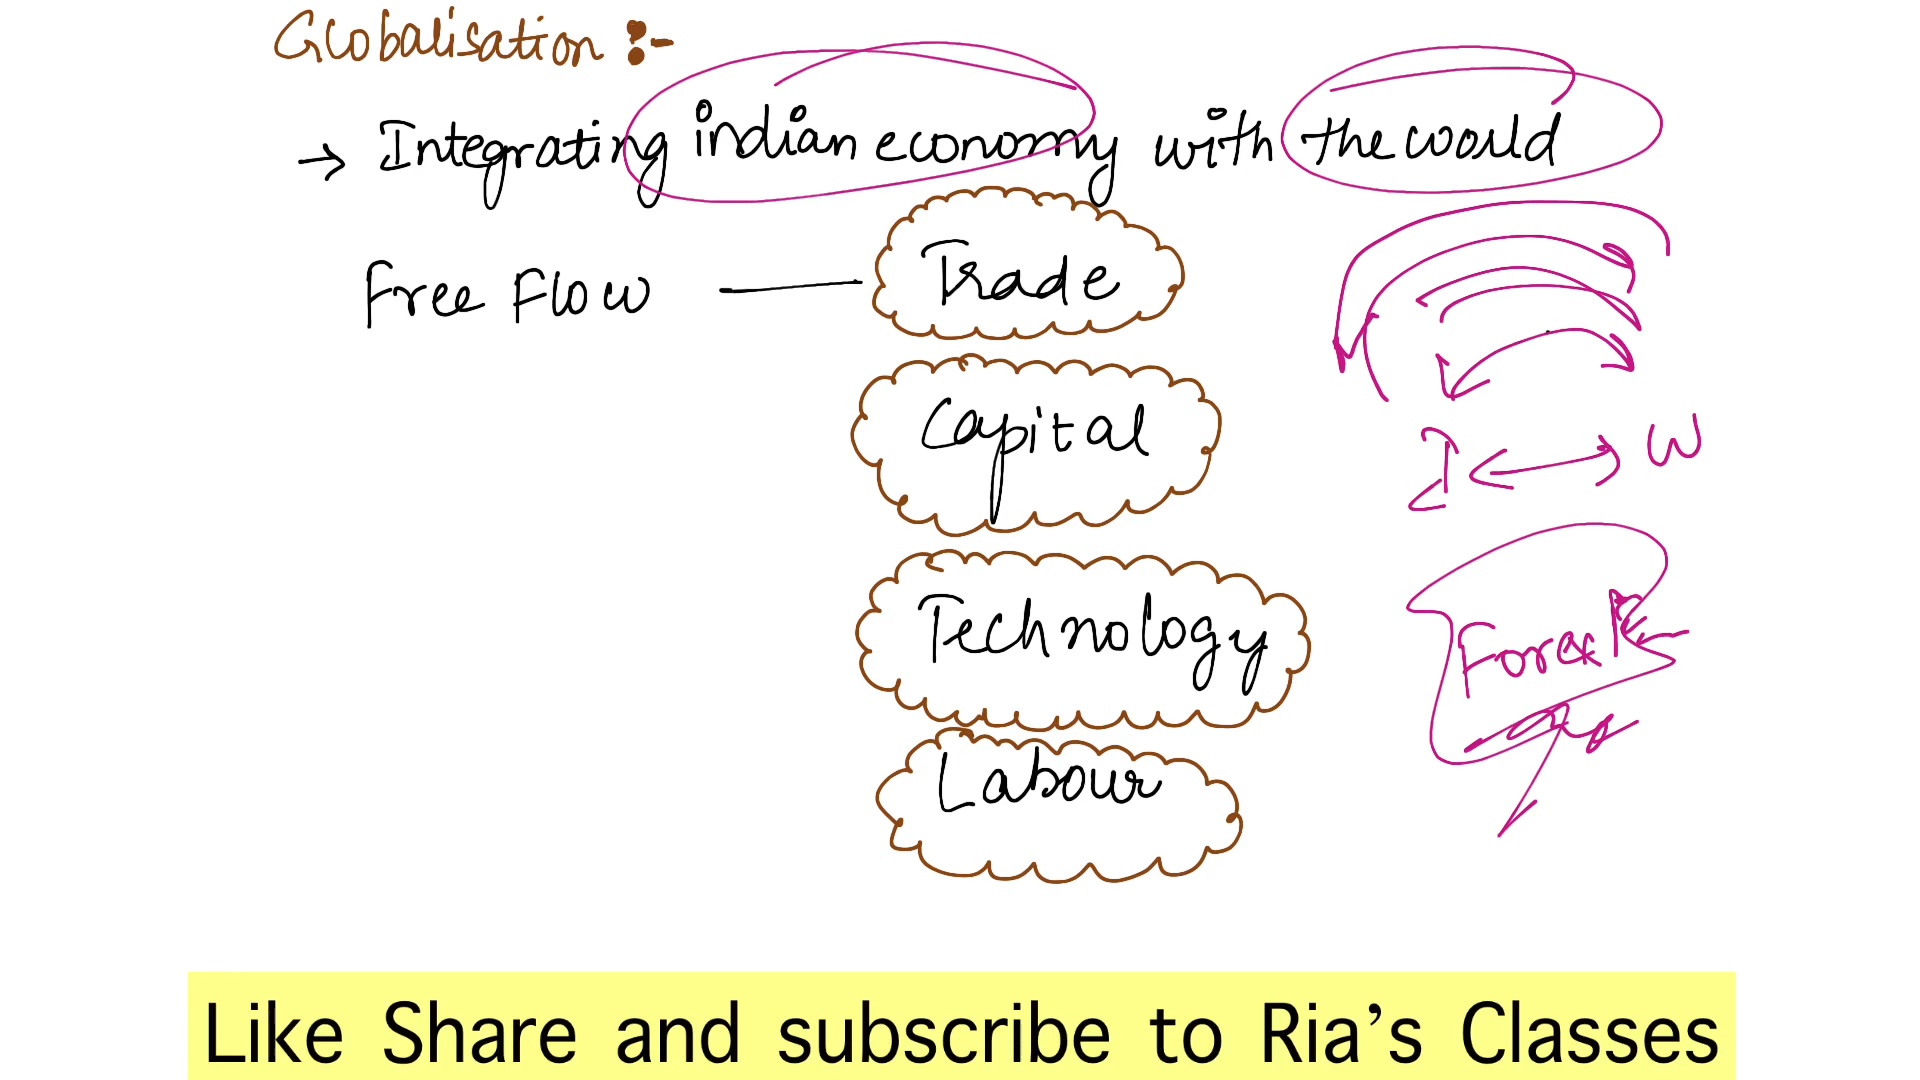 Globalisation :-
→ Integrating indian economy with the world
Free Flow — Trade
Capital
I ↔ W
Technology
Labour
Like Share and subscribe to Ria's Classes